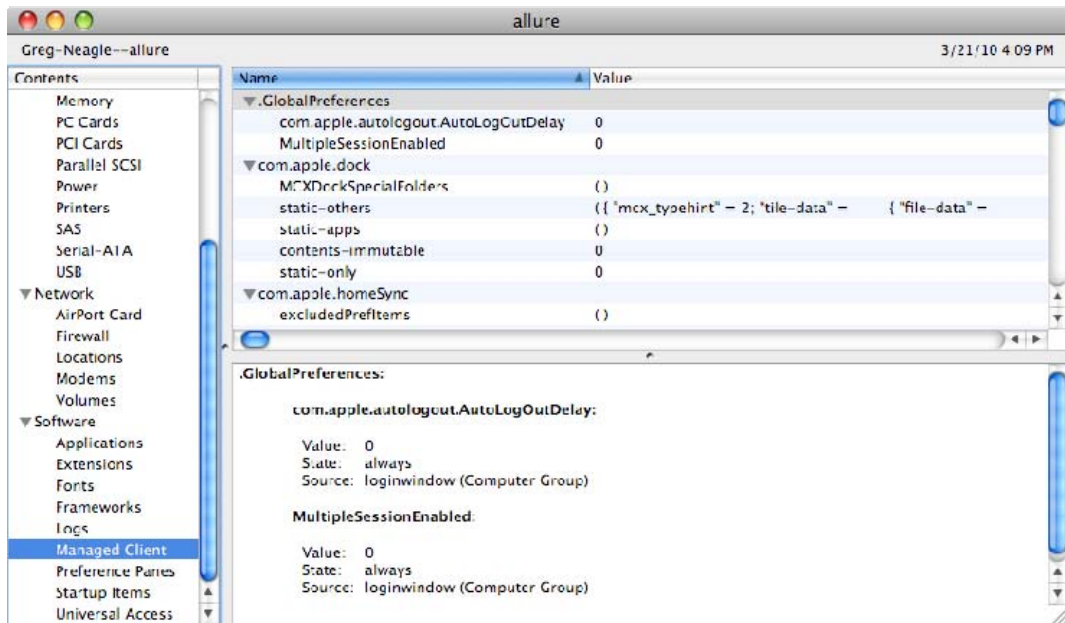 allure
Greg-Neagle--allure
3/21/10 4:09 PM
Contents
Memory
PC Cards
PCI Cards
Parallel SCSI
Power
Printers
SAS
Serial-ATA
USB
Network
AirPort Card
Firewall
Locations
Modems
Volumes
Software
Applications
Extensions
Fonts
Frameworks
Logs
Managed Client
Preference Panes
Startup Items
Universal Access
Name Value
.GlobalPreferences
com.apple.autologout.AutoLogOutDelay 0
MultipleSessionEnabled 0
com.apple.dock
MCXDockSpecialFolders ()
static-others ({ "mcx_typehint" = 2; "tile-data" = { "file-data" =
static-apps ()
contents-immutable 0
static-only 0
com.apple.homeSync
excludedPrefItems ()
.GlobalPreferences:
com.apple.autologout.AutoLogOutDelay:
Value: 0
State: always
Source: loginwindow (Computer Group)
MultipleSessionEnabled:
Value: 0
State: always
Source: loginwindow (Computer Group)